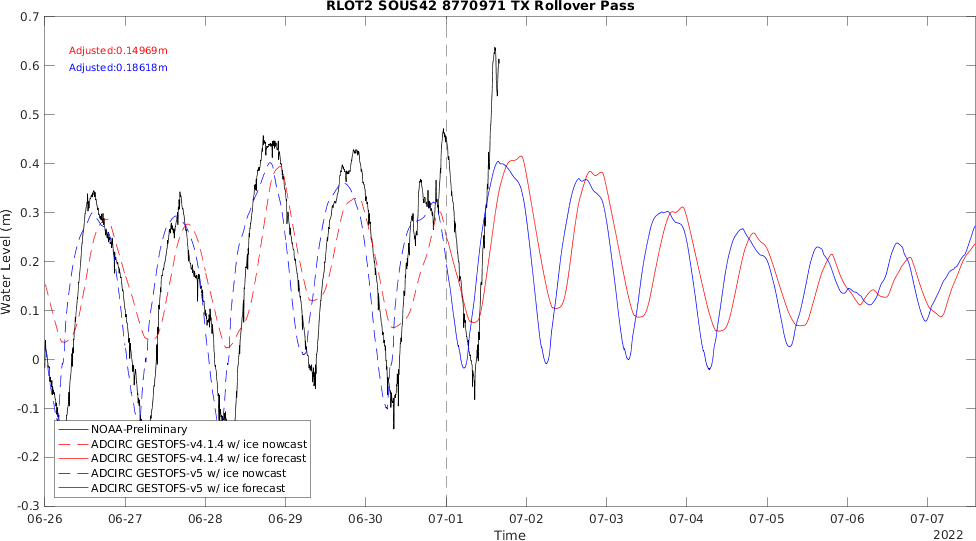 RLOT2 SOUS42 8770971 TX Rollover Pass
0.7
0.6
0.5
0.4
0.3
0.2
0.1
0
-0.1
-0.2
-0.3
Water Level (m)
Adjusted:0.14969m
Adjusted:0.18618m
NOAA-Preliminary
ADCIRC GESTOFS-v4.1.4 w/ ice nowcast
ADCIRC GESTOFS-v4.1.4 w/ ice forecast
ADCIRC GESTOFS-v5 w/ ice nowcast
ADCIRC GESTOFS-v5 w/ ice forecast
06-26 06-27 06-28 06-29 06-30 07-01 07-02 07-03 07-04 07-05 07-06 07-07
Time
2022